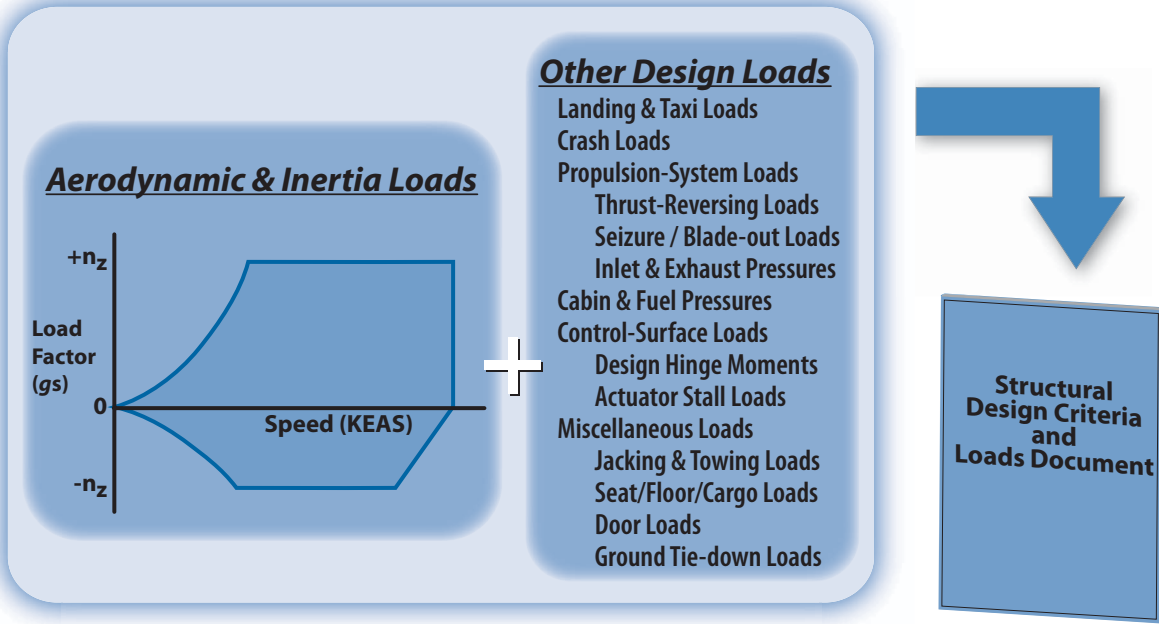 Aerodynamic & Inertia Loads
+nz
Load
Factor
(gs)
0
Speed (KEAS)
-nz
+
Other Design Loads
Landing & Taxi Loads
Crash Loads
Propulsion-System Loads
Thrust-Reversing Loads
Seizure / Blade-out Loads
Inlet & Exhaust Pressures
Cabin & Fuel Pressures
Control-Surface Loads
Design Hinge Moments
Actuator Stall Loads
Miscellaneous Loads
Jacking & Towing Loads
Seat/Floor/Cargo Loads
Door Loads
Ground Tie-down Loads
Structural
Design Criteria
and
Loads Document